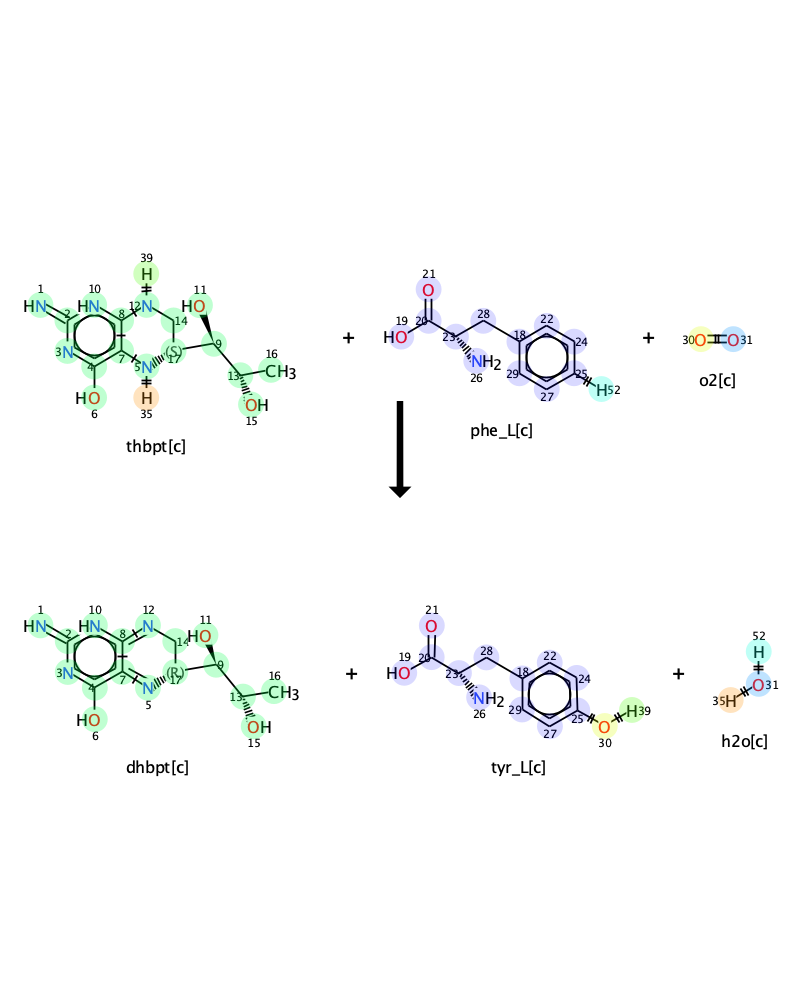 39
H
1
10
11
HN
2
HN
8
12
N
HO
14
3
N
4
7
5
N
(S)
17
9
13
16
CH3
HO
6
H
35
OH
15
thbpt[c]
+
21
O
19
HO
20
28
23
NH2
26
18
22
24
29
27
25
H
52
phe_L[c]
+
30
O
O
31
o2[c]
1
10
12
11
HN
2
HN
8
N
14
HO
3
N
4
7
N
5
(R)
17
9
13
16
CH3
HO
6
OH
15
dhbpt[c]
+
21
O
19
HO
20
28
23
NH2
26
18
22
24
29
27
25
O
30
H
39
tyr_L[c]
+
52
H
35
H
O
31
h2o[c]